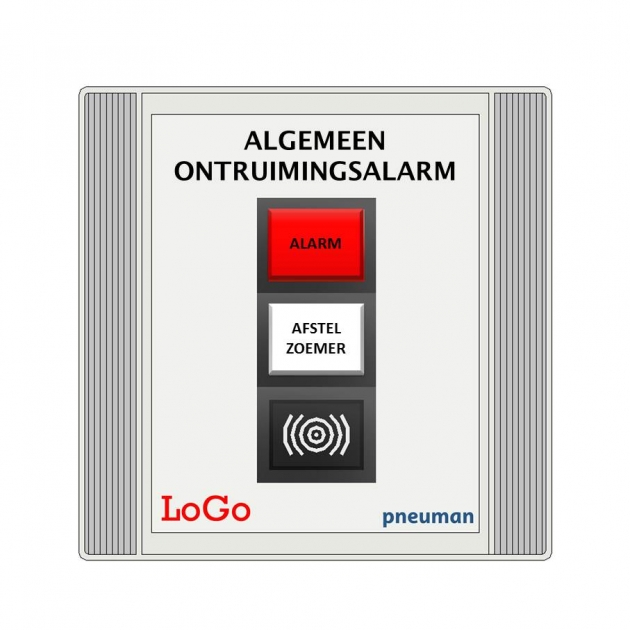 ALGEMEEN
ONTRUIMINGSALARM
ALARM
AFSTEL
ZOEMER
LoGo
pneuman